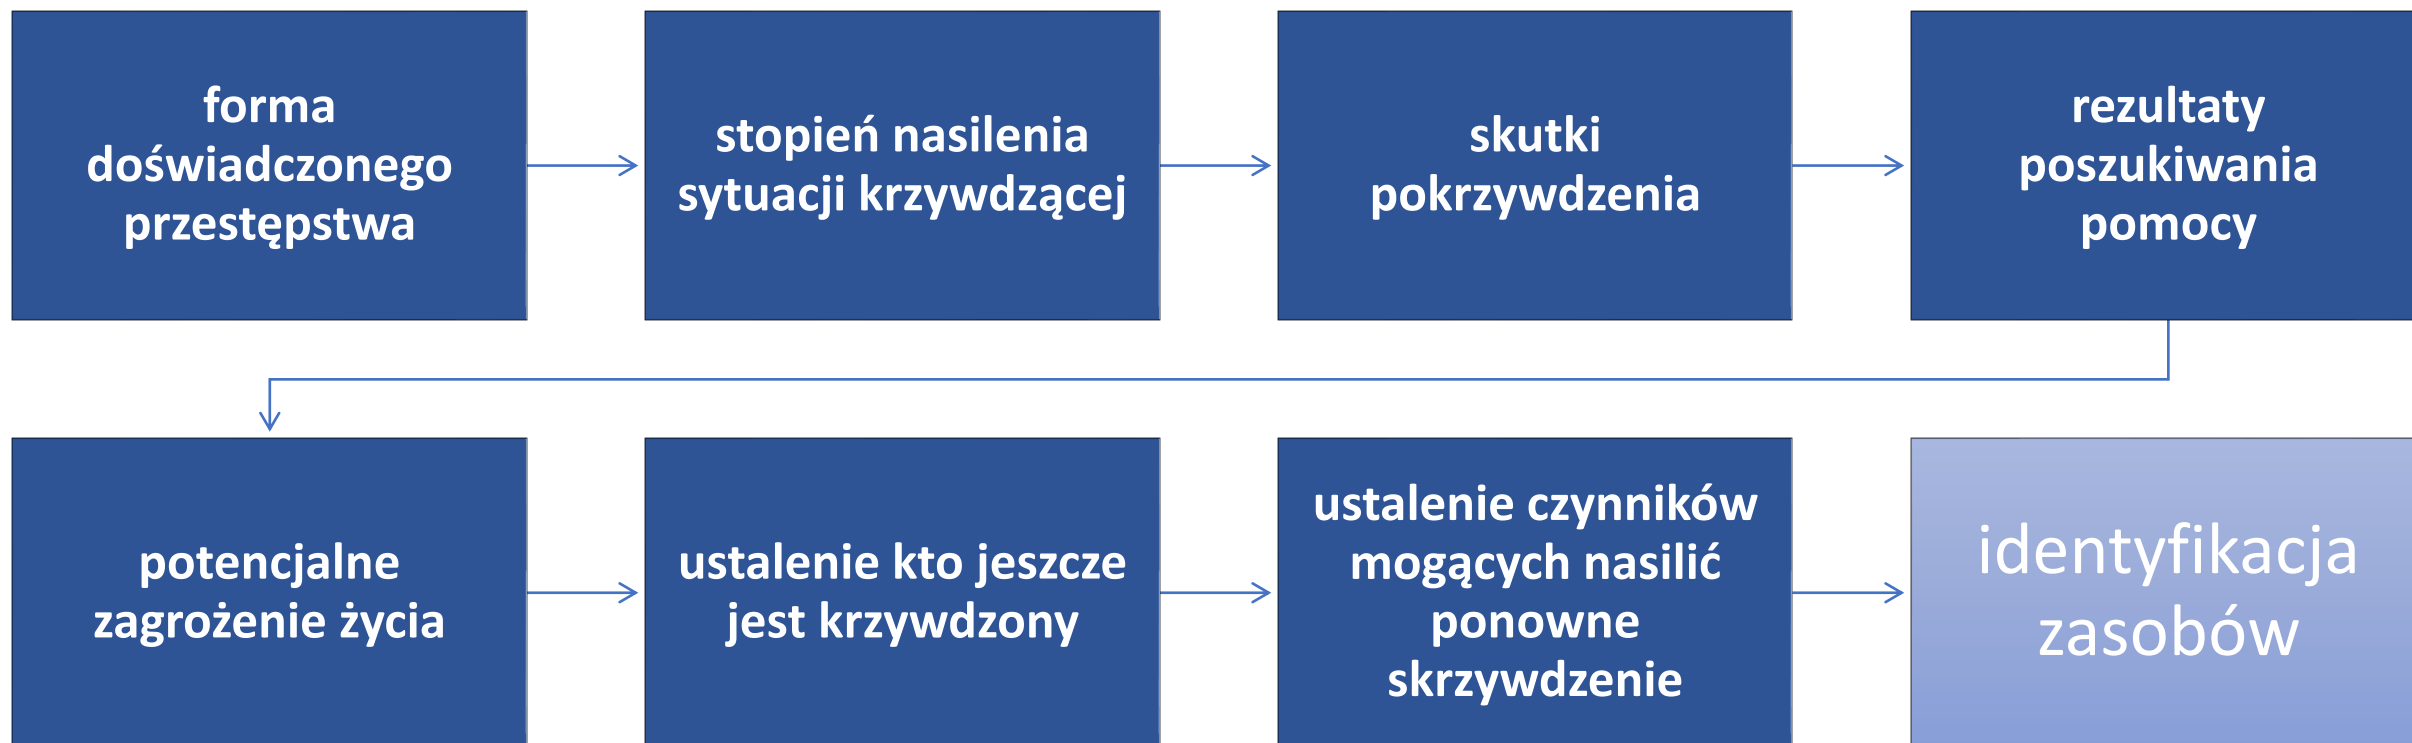 forma
doświadczonego
przestępstwa
stopień nasilenia
sytuacji krzywdzącej
skutki
pokrzywdzenia
rezultaty
poszukiwania
pomocy
potencjalne
zagrożenie życia
ustalenie kto jeszcze
jest krzywdzony
ustalenie czynników
mogących nasilić
ponowne
skrzywdzenie
identyfikacja
zasobów